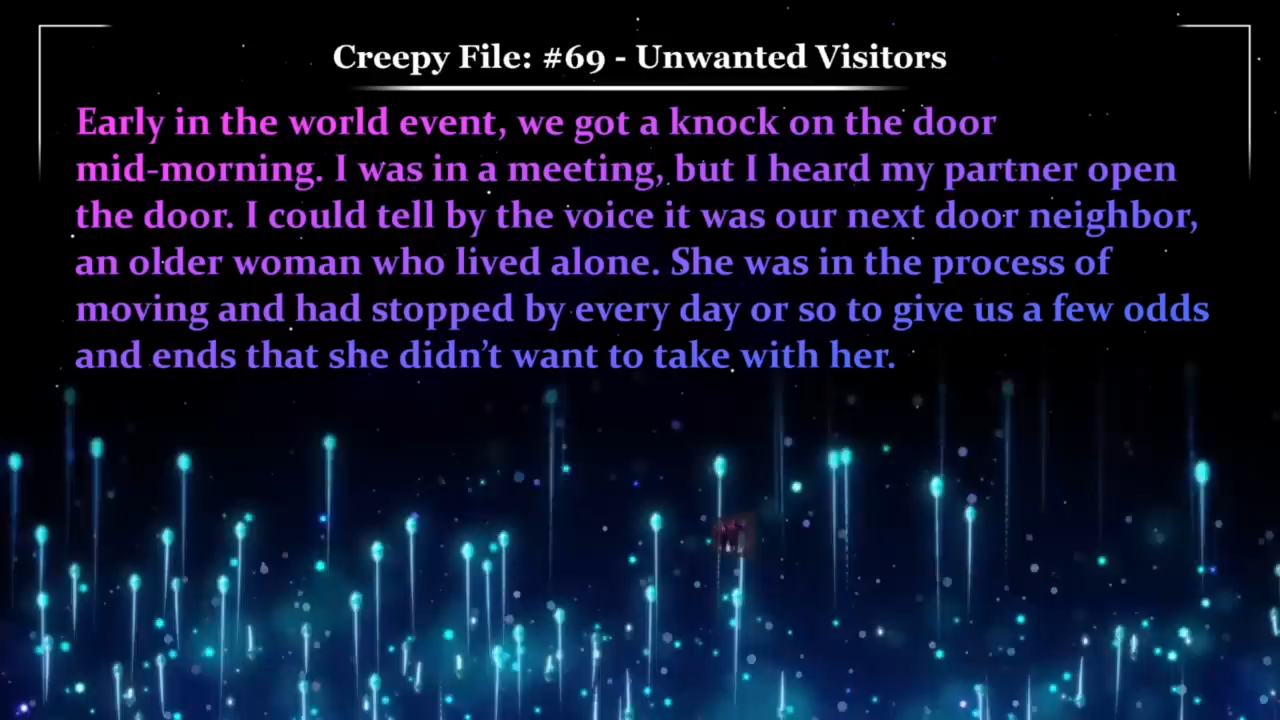 Creepy File: #69 - Unwanted Visitors
Early in the world event, we got a knock on the door
mid-morning. I was in a meeting, but I heard my partner open
the door. I could tell by the voice it was our next door neighbor,
an older woman who lived alone. She was in the process of
moving and had stopped by every day or so to give us a few odds
and ends that she didn’t want to take with her.